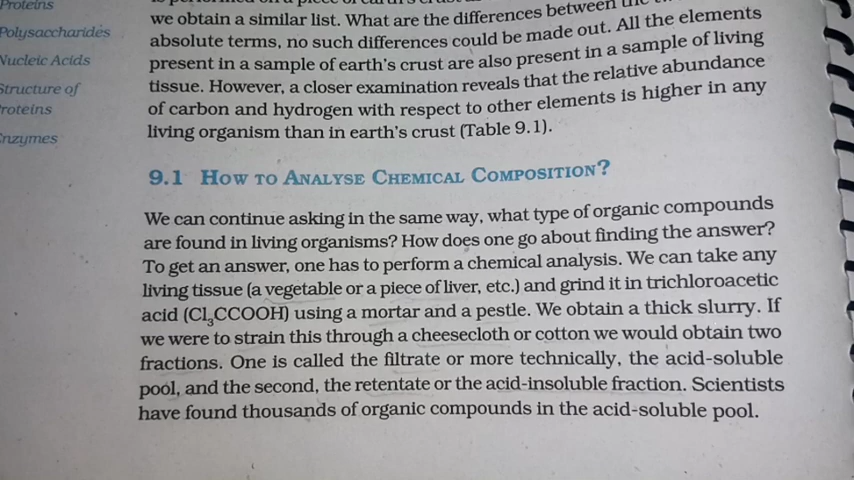 Proteins
Polysaccharides
Nucleic Acids
Structure of
Proteins
Enzymes
we obtain a similar list. What are the differences between the
absolute terms, no such differences could be made out. All the elements
present in a sample of earth's crust are also present in a sample of living
tissue. However, a closer examination reveals that the relative abundance
of carbon and hydrogen with respect to other elements is higher in any
living organism than in earth's crust (Table 9.1).
9.1 HOW TO ANALYSE CHEMICAL COMPOSITION?
We can continue asking in the same way, what type of organic compounds
are found in living organisms? How does one go about finding the answer?
To get an answer, one has to perform a chemical analysis. We can take any
living tissue (a vegetable or a piece of liver, etc.) and grind it in trichloroacetic
acid (Cl₃CCOOH) using a mortar and a pestle. We obtain a thick slurry. If
we were to strain this through a cheesecloth or cotton we would obtain two
fractions. One is called the filtrate or more technically, the acid-soluble
pool, and the second, the retentate or the acid-insoluble fraction. Scientists
have found thousands of organic compounds in the acid-soluble pool.